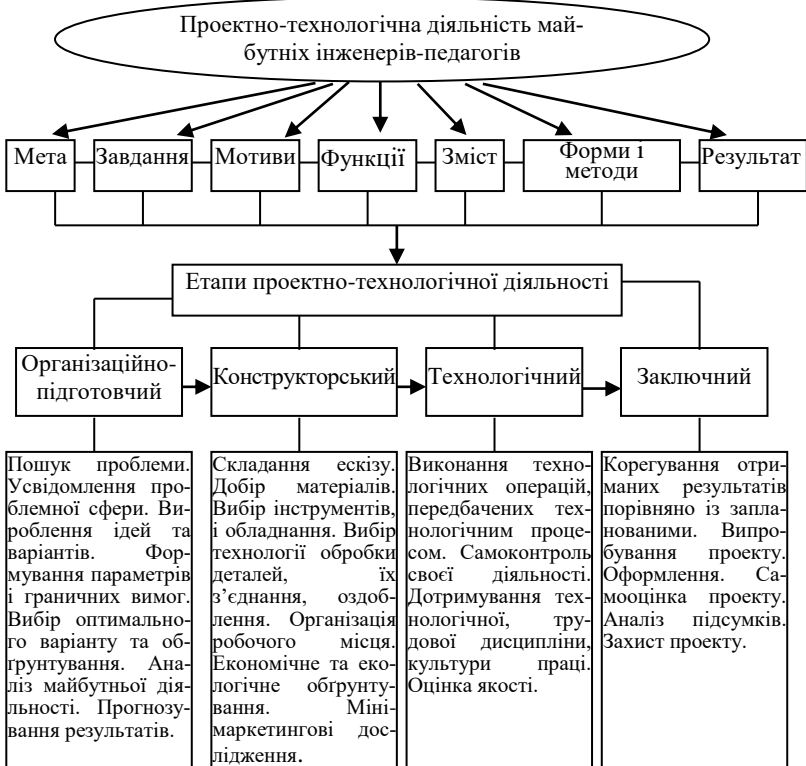 Проектно-технологічна діяльність май-
бутніх інженерів-педагогів
Мета
Завдання
Мотиви
Функції
Зміст
Форми і
методи
Результат
Етапи проектно-технологічної діяльності
Організаційно-
підготовчий
Конструкторський
Технологічний
Заключний
Пошук проблеми.
Усвідомлення про-
блемної сфери. Ви-
роблення ідей та
варіантів. Фор-
мування параметрів
і граничних вимог.
Вибір оптимально-
го варіанту та об-
ґрунтування. Ана-
ліз майбутньої дія-
льності. Прогнозу-
вання результатів.
Складання ескізу.
Добір матеріалів.
Вибір інструментів,
і обладнання. Вибір
технології обробки
деталей, їх
з’єднання, оздоб-
лення. Організація
робочого місця.
Економічне та еко-
логічне обґрунту-
вання. Міні-
маркетингові дос-
лідження.
Виконання техно-
логічних операцій,
передбачених тех-
нологічним проце-
сом. Самоконтроль
своєї діяльності.
Дотримування тех-
нологічної, тру-
дової дисципліни,
культури праці.
Оцінка якості.
Корегування отри-
маних результатів
порівняно із запла-
нованими. Випро-
бування проекту.
Оформлення. Са-
мооцінка проекту.
Аналіз підсумків.
Захист проекту.